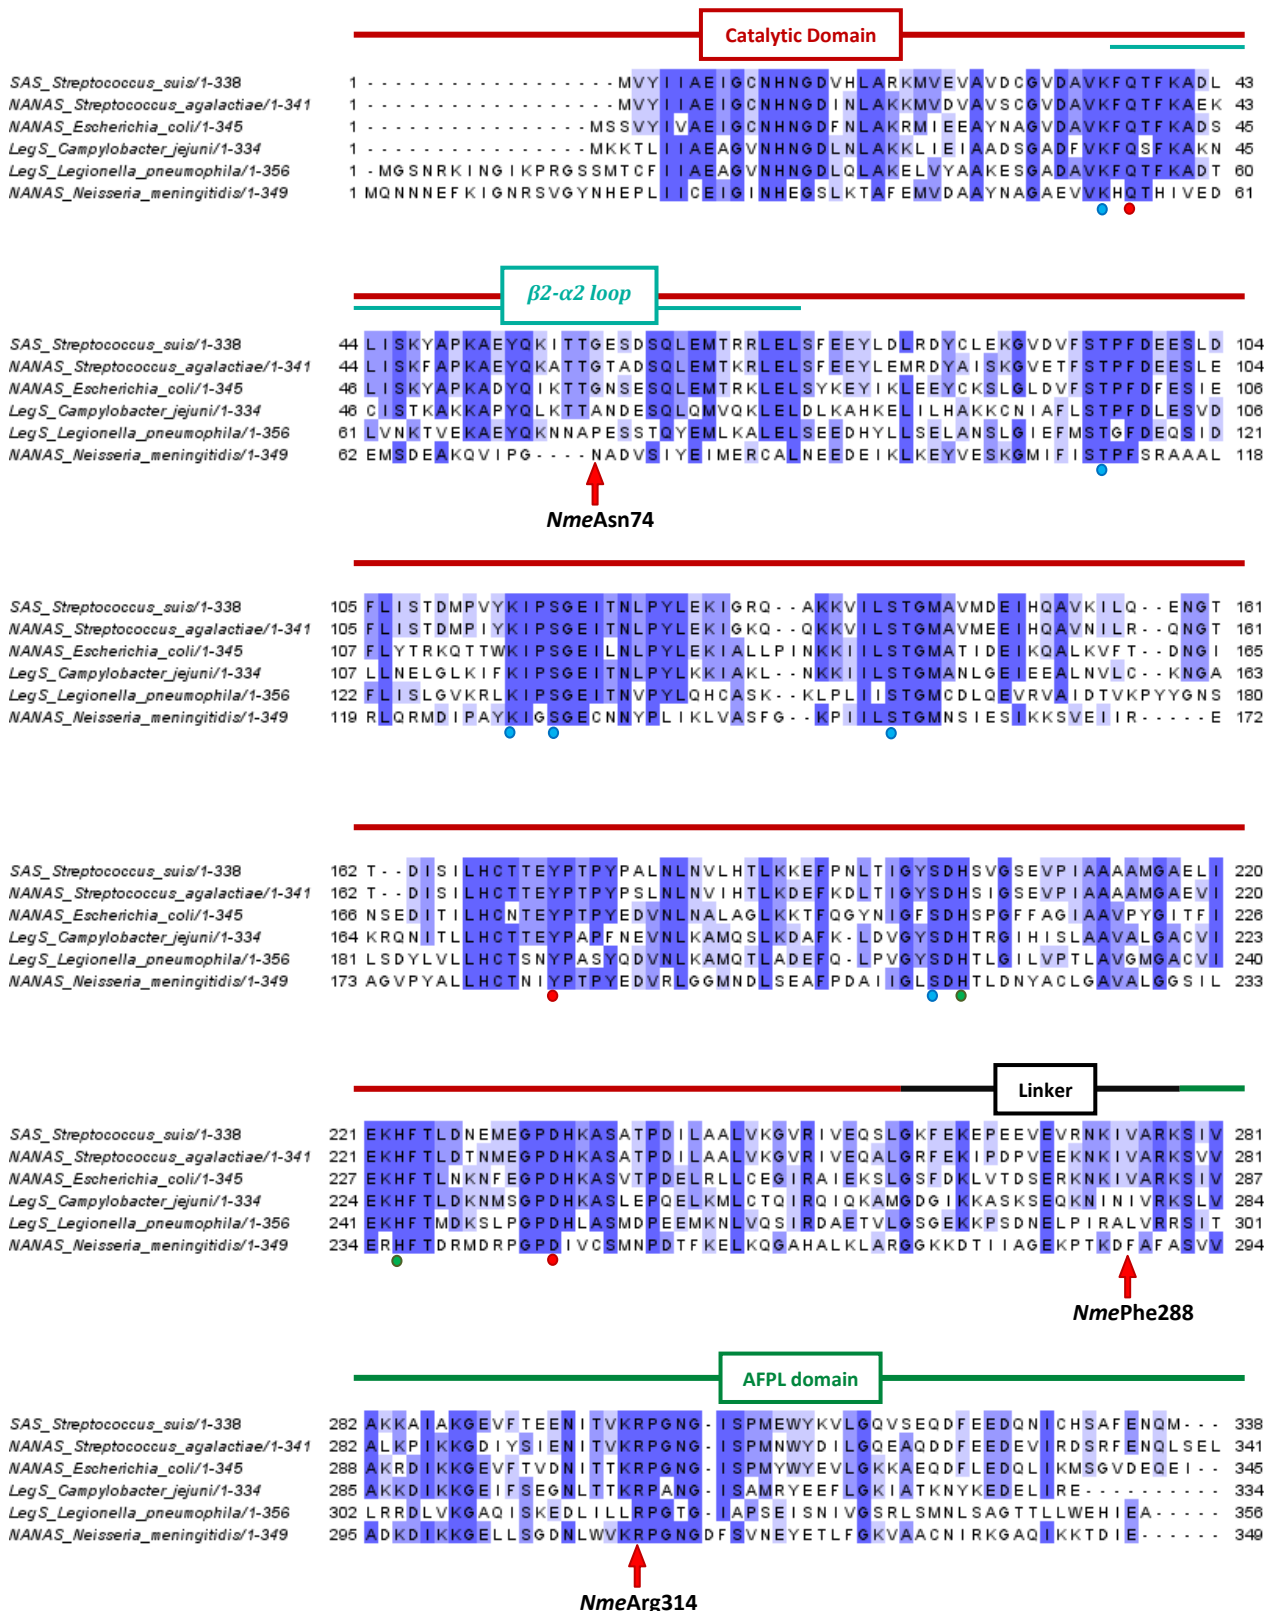 Catalytic Domain
SAS_Streptococcus_suis/1-338 1 ------------------MVYIIAEIGCNHNGDVHLARKMVEVAVDCGVDAVKFQTFKADL 43
NANAS_Streptococcus_agalactiae/1-341 1 ------------------MVYIIAEIGCNHNGDINLAKKMVDVAVSCGVDAVKFQTFKAEK 43
NANAS_Escherichia_coli/1-345 1 ----------------MSSVYIVAEIGCNHNGDFNLAKRMIEEAYNAGVDAVKFQTFKADS 45
LegS_Campylobacter_jejuni/1-334 1 ----------------MKKTLIIAEAGVNHNGDLNLAKKLIEIAADSGADFVKFQSFKAKN 45
LegS_Legionella_pneumophila/1-356 1 -MGSNRKINGIKPRGSSMTCFIIAEAGVNHNGDLQLAKELVYAAKESGADAVKFQTFKADT 60
NANAS_Neisseria_meningitidis/1-349 1 MQNNNEFKIGNRSVGYNHEPLIICEIGINHEGSLKTAFEMVDAAYNAGAEVVKHQTHIVED 61
β2-α2 loop
SAS_Streptococcus_suis/1-338 44 LISKYAPKAEYQKITTGESDSQLEMTRRLELSFEEYLDLRDYCLEKGVDVFSTPFDEESLD 104
NANAS_Streptococcus_agalactiae/1-341 44 LISKFAPKAEYQKATTGTADSQLEMTKRLELSFEEYLEMRDYAISKGVETFSTPFDEESLE 104
NANAS_Escherichia_coli/1-345 46 LISKYAPKADYQIKTTGNSESQLEMTKKLELSYKEYIKLEEYCKSLGLDVFSTPFDFESIE 106
LegS_Campylobacter_jejuni/1-334 46 CISTKAKKAPYQLKTTANDESQLQMVQKLELDLKAHKELILHAKKCNIAFLSTPFDLESVD 106
LegS_Legionella_pneumophila/1-356 61 LVNKTVEKAEYQKNNAPESSTQYEMLKALELSEEDHYLLSELANSLGIEFMSTGFDEQSID 121
NANAS_Neisseria_meningitidis/1-349 62 EMSDEAKQVIPG----NADVSIYEIMERCALNEEDEIKLKEYVESKGMIFISTPFSRAAAL 118
NmeAsn74
SAS_Streptococcus_suis/1-338 105 FLISTDMPVYKIPSGEITNLPYLEKIGRQ--AKKVILSTGMAVMDEIHQAVKILQ--ENGT 161
NANAS_Streptococcus_agalactiae/1-341 105 FLISTDMPIYKIPSGEITNLPYLEKIGKQ--QKKVILSTGMAVMEEIHQAVNILR--QNGT 161
NANAS_Escherichia_coli/1-345 107 FLYTRKQTTWKIPSGEILNLPYLEKIALLPINKKIILSTGMATIDEIKQALKVFT--DNGI 165
LegS_Campylobacter_jejuni/1-334 107 LLNELGLKIFKIPSGEITNLPYLKKIAKL--NKKIILSTGMANLGEIEEALNVLC--KNGA 163
LegS_Legionella_pneumophila/1-356 122 FLISLGVKRLKIPSGEITNVPYLQHCASK--KLPLIISTGMCDLQEVRVAIDTVKPYYGNS 180
NANAS_Neisseria_meningitidis/1-349 119 RLQRMDIPAYKIGSGECNNYPLIKLVASFG--KPIILSTGMNSIESIKKSVEIIR-----E 172
SAS_Streptococcus_suis/1-338 162 T--DISILHCTTEYPTPYPALNLNVLHTLKKEFPNLTIGYSDHSVGSEVPIAAAAMGAELI 220
NANAS_Streptococcus_agalactiae/1-341 162 T--DISILHCTTEYPTPYPSLNLNVIHTLKDEFKDLTIGYSDHSIGSEVPIAAAAMGAEVI 220
NANAS_Escherichia_coli/1-345 166 NSEDITILHCNTEYPTPYEDVNLNALAGLKKTFQGYNIGFSDHSPGFFAGIAAVPYGITFI 226
LegS_Campylobacter_jejuni/1-334 164 KRQNITLLHCTTEYPAPFNEVNLKAMQSLKDAFK-LDVGYSDHTRGIHISLAAVALGACVI 223
LegS_Legionella_pneumophila/1-356 181 LSDYLVLLHCTSNYPASYQDVNLKAMQTLADEFQ-LPVGYSDHTLGILVPTLAVGMGACVI 240
NANAS_Neisseria_meningitidis/1-349 173 AGVPYALLHCTNIYPTPYEDVRLGGMNDLSEAFPDAIIGLSDHTLDNYACLGAVALGGSIL 233
Linker
SAS_Streptococcus_suis/1-338 221 EKHFTLDNEMEGPDHKASATPDILAALVKGVRIVEQSLGKFEKEPEEVEVRNKIVARKSIV 281
NANAS_Streptococcus_agalactiae/1-341 221 EKHFTLDTNMEGPDHKASATPDILAALVKGVRIVEQALGRFEKIPDPVEEKNKIVARKSVV 281
NANAS_Escherichia_coli/1-345 227 EKHFTLNKNFEGPDHKASVTPDELRLLCEGIRAIEKSLGSFDKLVTDSERKNKIVARKSIV 287
LegS_Campylobacter_jejuni/1-334 224 EKHFTLDKNMSGPDHKASLEPQELKMLCTQIRQIQKAMGDGIKKASKSEQKNINIVRKSLV 284
LegS_Legionella_pneumophila/1-356 241 EKHFTMDKSLPGPDHLASMDPEEMKNLVQSIRDAETVLGSGEKKPSDNELPIRALVRRSIT 301
NANAS_Neisseria_meningitidis/1-349 234 ERHFTDRMDRPGPDIVCSMNPDTFKELKQGAHALKLARGGKKDTIIAGEKPTKDFAFASVV 294
NmePhe288
AFPL domain
SAS_Streptococcus_suis/1-338 282 AKKAIAKGEVFTEENITVKRPGNG-ISPMEWYKVLGQVSEQDFEEDQNICHSAFENQM--- 338
NANAS_Streptococcus_agalactiae/1-341 282 ALKPIKKGDIYSIENITVKRPGNG-ISPMNWYDILGQEAQDDFEEDEVIRDSRFENQLSEL 341
NANAS_Escherichia_coli/1-345 288 AKRDIKKGEVFTVDNITTKRPGNG-ISPMYWYEVLGKKAEQDFLEDQLIKMSGVDEQEI-- 345
LegS_Campylobacter_jejuni/1-334 285 AKKDIKKGEIFSEGNLTTKRPANG-ISAMRYEEFLGKIATKNYKEDELIRE---------- 334
LegS_Legionella_pneumophila/1-356 302 LRRDLVKGAQISKEDLILLRPGTG-IAPSEISNIVGSRLSMNLSAGTTLLWEHIEA----- 356
NANAS_Neisseria_meningitidis/1-349 295 ADKDIKKGELLSGDNLWVKRPGNGDFSVNEYETLFGKVAACNIRKGAQIKKTDIE------ 349
NmeArg314